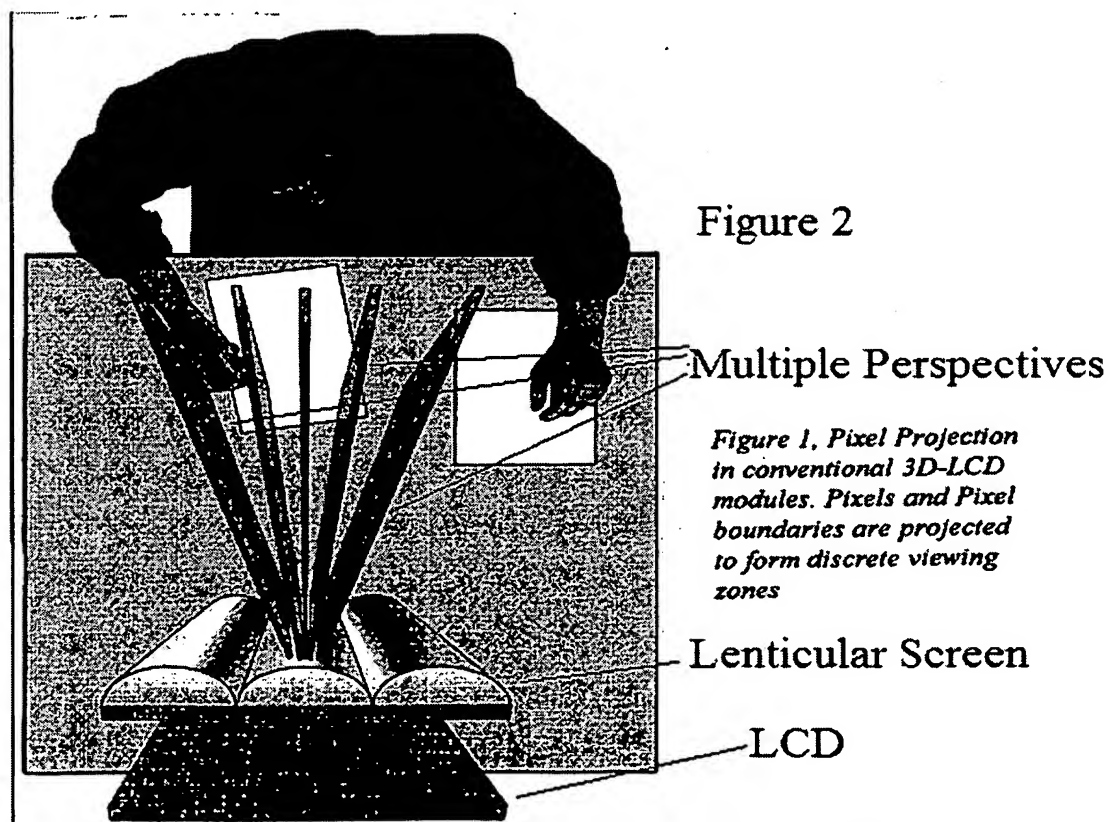 Figure 2
Multiple Perspectives
Figure 1, Pixel Projection
in conventional 3D-LCD
modules. Pixels and Pixel
boundaries are projected
to form discrete viewing
zones
Lenticular Screen
LCD